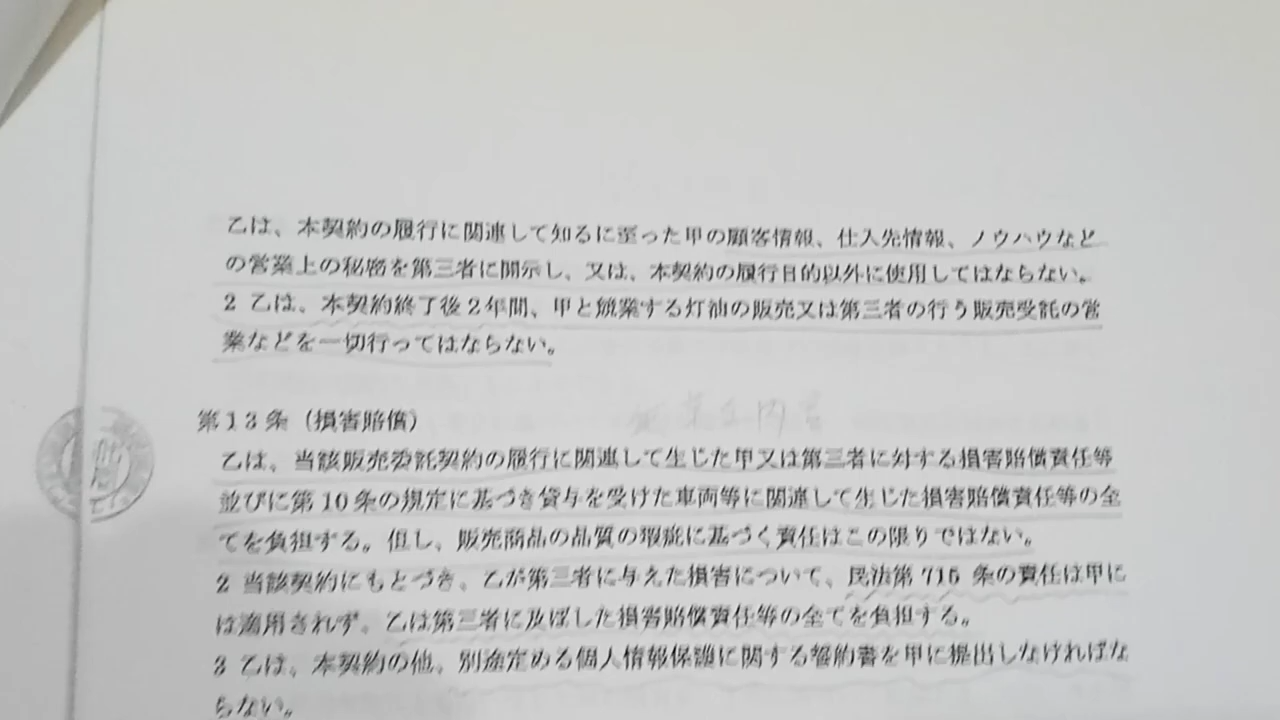 乙は、本契約の履行に関連して知るに至った甲の顧客情報、仕入先情報、ノウハウなど
の営業上の秘密を第三者に開示し、又は、本契約の履行目的以外に使用してはならない。
2 乙は、本契約終了後2年間、甲と競業する灯油の販売又は第三者の行う販売受託の営
業などを一切行ってはならない。
第13条（損害賠償）
乙は、当該販売委託契約の履行に関連して生じた甲又は第三者に対する損害賠償責任等
並びに第10条の規定に基づき貸与を受けた車両等に関連して生じた損害賠償責任等の全
てを負担する。但し、販売商品の品質の瑕疵に基づく責任はこの限りではない。
2 当該契約にもとづき、乙が第三者に与えた損害について、民法第715条の責任は甲に
は適用されず、乙は第三者に及ぼした損害賠償責任等の全てを負担する。
3 乙は、本契約の他、別途定める個人情報保護に関する誓約書を甲に提出しなければな
らない。